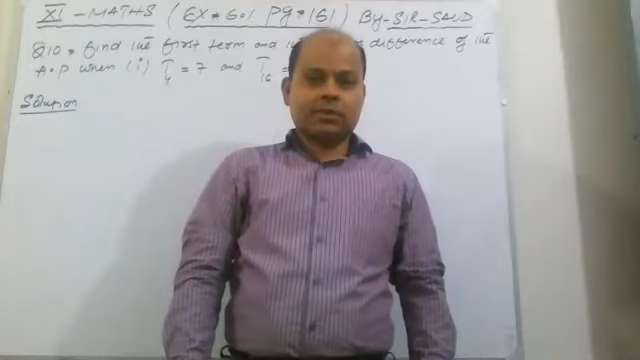 XI - MATHS (EX # 6.1 Pg # 161) By - SIR - SAUD
Q10 * find the first term and difference of the
A.P when (i) T4 = 7 and T16 =
Solution